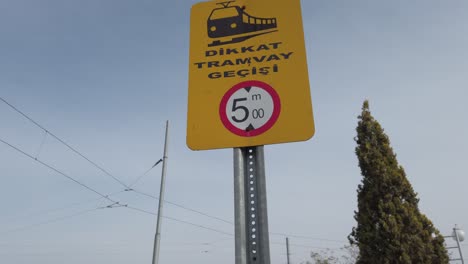 DİKKAT
TRAMVAY
GEÇİŞİ
5 m 00